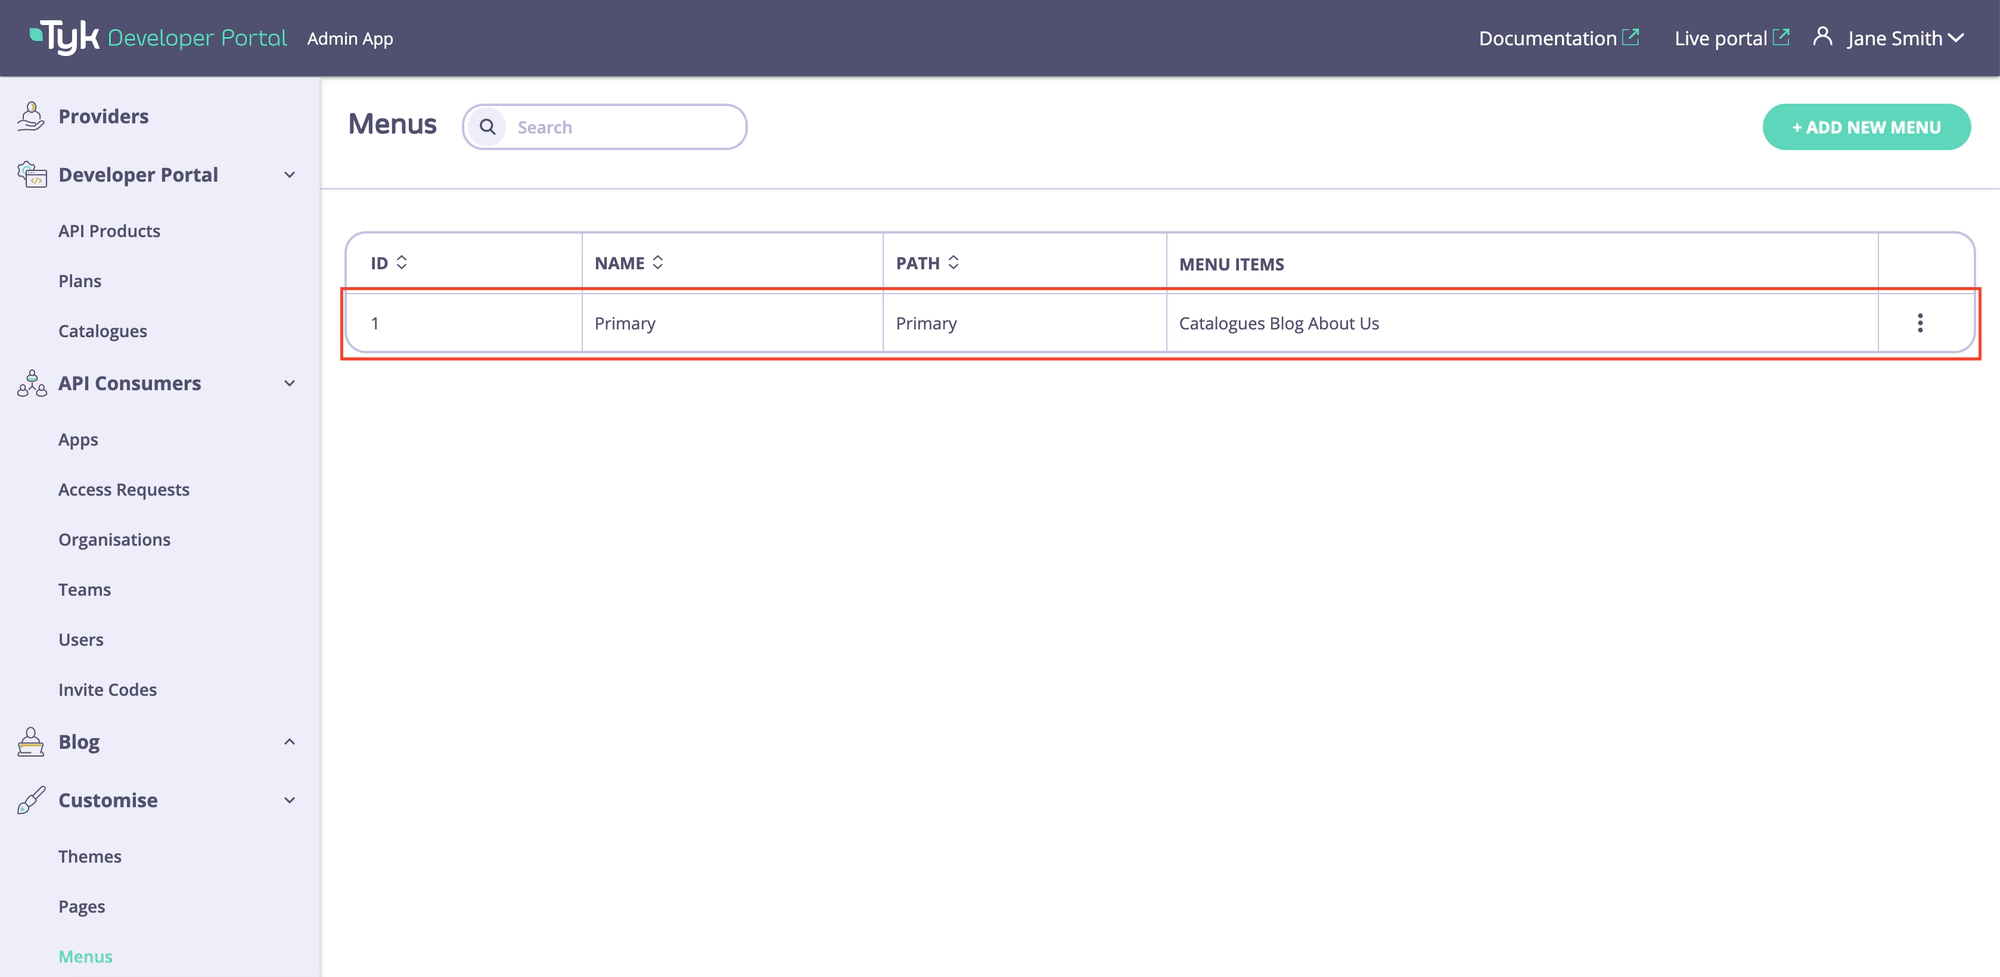 Tyk Developer Portal Admin App Documentation Live portal Jane Smith
Providers
Developer Portal
API Products
Plans
Catalogues
API Consumers
Apps
Access Requests
Organisations
Teams
Users
Invite Codes
Blog
Customise
Themes
Pages
Menus
Menus Search + ADD NEW MENU
ID NAME PATH MENU ITEMS
1 Primary Primary Catalogues Blog About Us